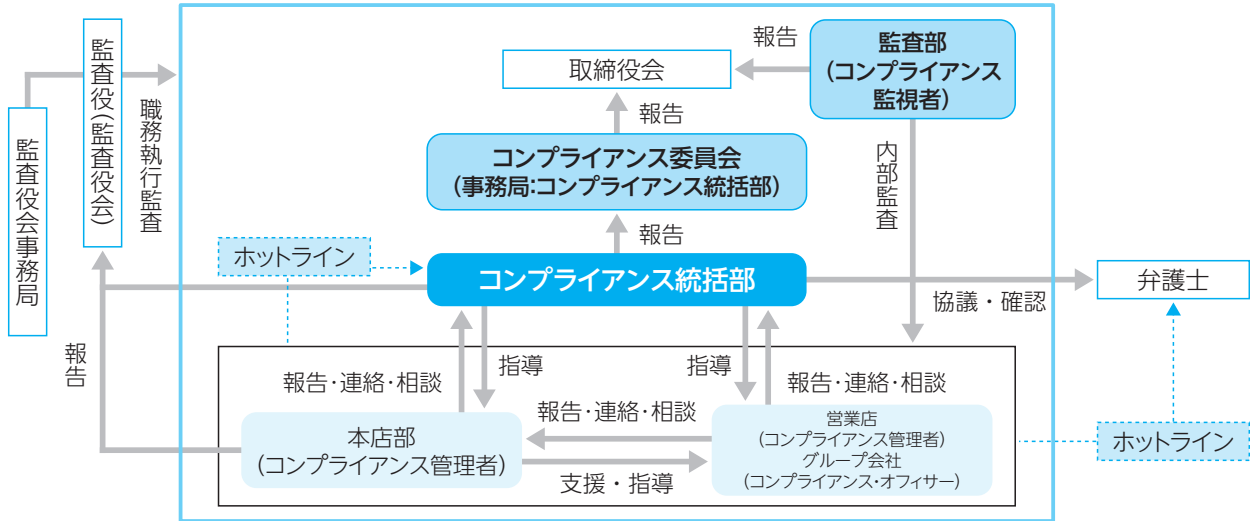 監査役会事務局
監査役(監査役会)
職務執行監査
報告
取締役会
報告
監査部
(コンプライアンス
監視者)
報告
コンプライアンス委員会
(事務局:コンプライアンス統括部)
内部監査
報告
ホットライン
コンプライアンス統括部
協議・確認
弁護士
報告・連絡・相談
指導
指導
報告・連絡・相談
報告・連絡・相談
本店部
(コンプライアンス管理者)
支援・指導
営業店
(コンプライアンス管理者)
グループ会社
(コンプライアンス・オフィサー)
ホットライン